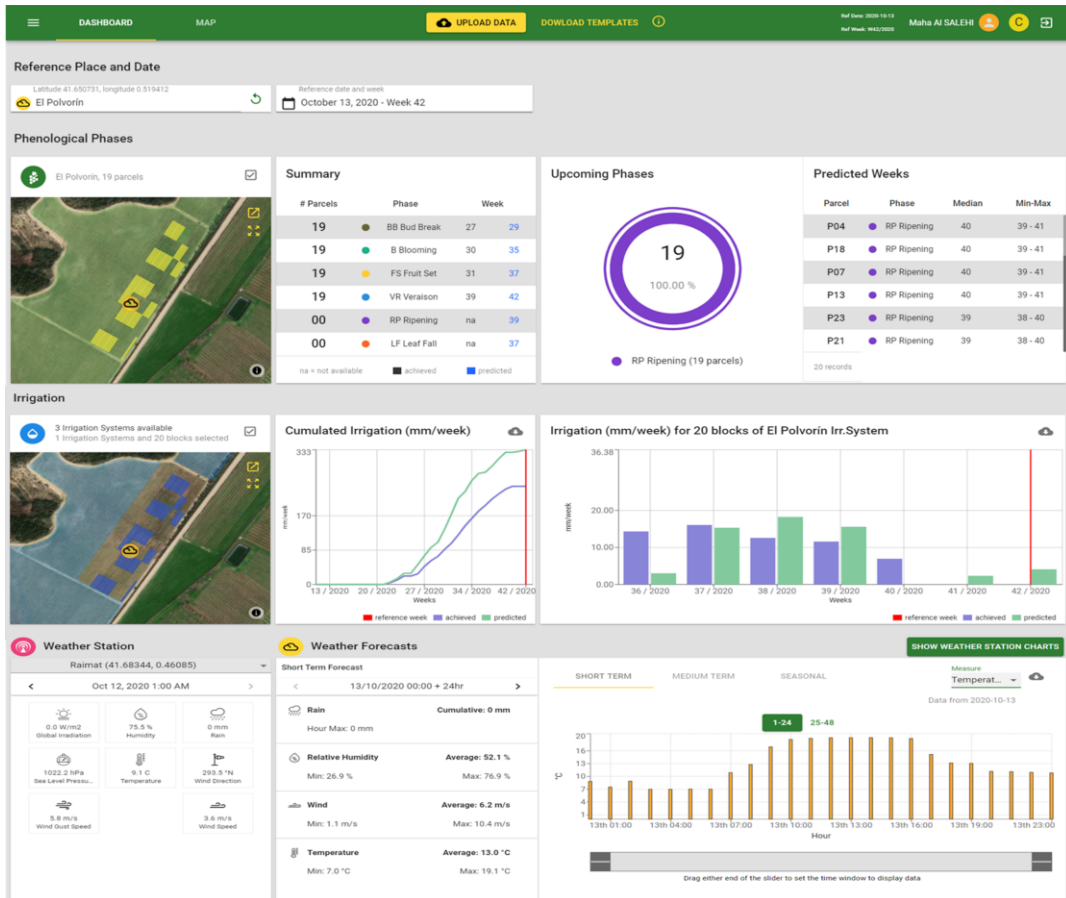 DASHBOARD
MAP
UPLOAD DATA
DOWLOAD TEMPLATES
Ref Date: 2020-10-13
Ref Week: W42/2020
Maha Al SALEHI
C
Reference Place and Date
Latitude 41.650731, longitude 0.519412
El Polvorín
Reference date and week
October 13, 2020 - Week 42
Phenological Phases
El Polvorin, 19 parcels
Summary
# Parcels Phase Week
19 BB Bud Break 27 29
19 B Blooming 30 35
19 FS Fruit Set 31 37
19 VR Veraison 39 42
00 RP Ripening na 39
00 LF Leaf Fall na 37
na = not available achieved predicted
Upcoming Phases
19
100.00 %
RP Ripening (19 parcels)
Predicted Weeks
Parcel Phase Median Min-Max
P04 RP Ripening 40 39 - 41
P18 RP Ripening 40 39 - 41
P07 RP Ripening 40 39 - 41
P13 RP Ripening 40 39 - 41
P23 RP Ripening 39 38 - 40
P21 RP Ripening 39 38 - 40
20 records
Irrigation
3 Irrigation Systems available
1 Irrigation Systems and 20 blocks selected
Cumulated Irrigation (mm/week)
333
170
85
0
mm/week
13 / 2020 20 / 2020 27 / 2020 34 / 2020 42 / 2020
Weeks
reference week achieved predicted
Irrigation (mm/week) for 20 blocks of El Polvorín Irr.System
36.38
20.00
10.00
0.00
mm/week
36 / 2020 37 / 2020 38 / 2020 39 / 2020 40 / 2020 41 / 2020 42 / 2020
Weeks
reference week achieved predicted
Weather Station
Raimat (41.68344, 0.46085)
< Oct 12, 2020 1:00 AM >
0.0 W/m2
Global Irradiation
75.5 %
Humidity
0 mm
Rain
1022.2 hPa
Sea Level Pressu...
9.1 C
Temperature
293.5 °N
Wind Direction
5.8 m/s
Wind Gust Speed
3.6 m/s
Wind Speed
Weather Forecasts
Short Term Forecast
< 13/10/2020 00:00 + 24hr >
Rain Cumulative: 0 mm
Hour Max: 0 mm
Relative Humidity Average: 52.1 %
Min: 26.9 % Max: 76.9 %
Wind Average: 6.2 m/s
Min: 1.1 m/s Max: 10.4 m/s
Temperature Average: 13.0 °C
Min: 7.0 °C Max: 19.1 °C
SHOW WEATHER STATION CHARTS
SHORT TERM MEDIUM TERM SEASONAL
Measure
Temperat...
Data from 2020-10-13
1-24 25-48
20
16
13
10
7
4
1
°C
13th 01:00 13th 04:00 13th 07:00 13th 10:00 13th 13:00 13th 16:00 13th 19:00 13th 23:00
Hour
Drag either end of the slider to set the time window to display data